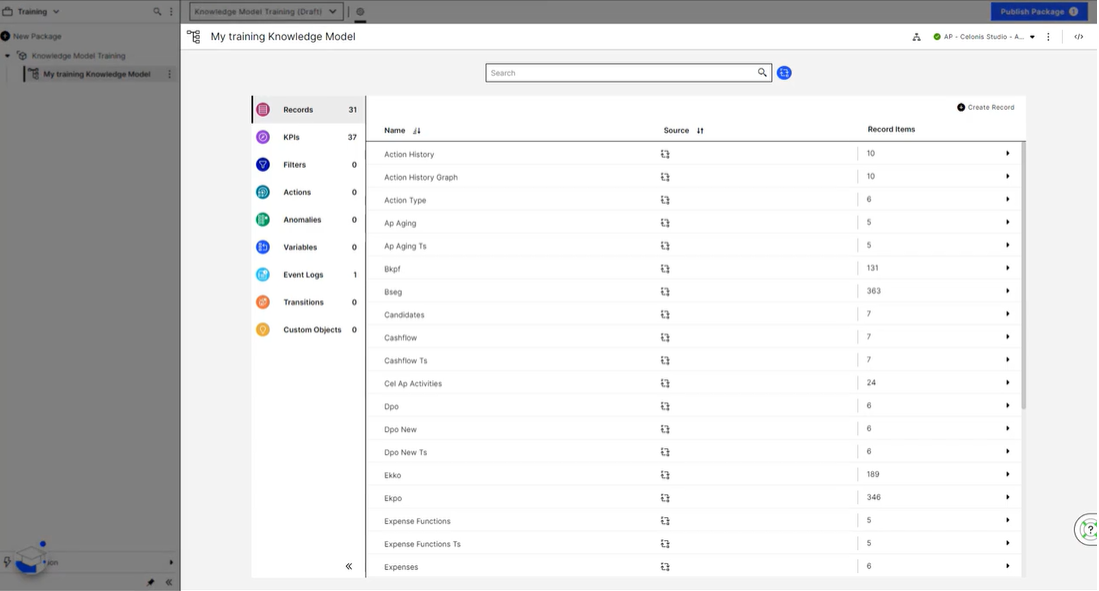 Training
Knowledge Model Training (Draft)
Publish Package
New Package
Knowledge Model Training
My training Knowledge Model
My training Knowledge Model
AP - Celonis Studio - A...
Search
Records 31
KPIs 37
Filters 0
Actions 0
Anomalies 0
Variables 0
Event Logs 1
Transitions 0
Custom Objects 0
Create Record
Name Source Record Items
Action History 10
Action History Graph 10
Action Type 6
Ap Aging 5
Ap Aging Ts 5
Bkpf 131
Bseg 363
Candidates 7
Cashflow 7
Cashflow Ts 7
Cel Ap Activities 24
Dpo 6
Dpo New 6
Dpo New Ts 6
Ekko 189
Ekpo 346
Expense Functions 5
Expense Functions Ts 5
Expenses 6
?